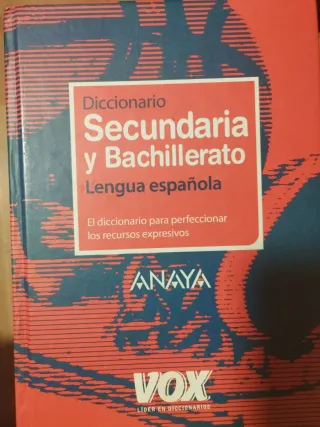 Diccionario
Secundaria
y Bachillerato
Lengua española
El diccionario para perfeccionar
los recursos expresivos
ANAYA
VOX
LÍDER EN DICCIONARIOS